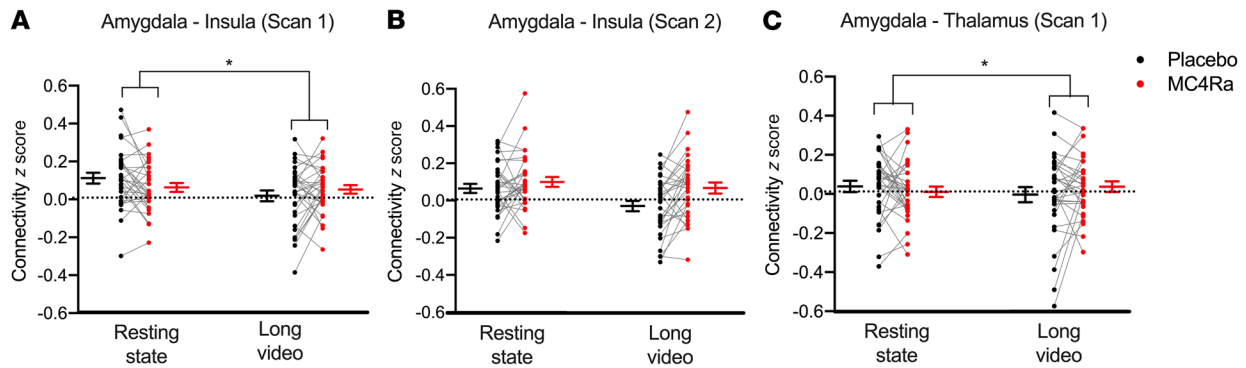 A
Amygdala - Insula (Scan 1)
Connectivity z score
0.6
0.4
0.2
0.0
-0.2
-0.4
-0.6
*
Resting
state
Long
video
B
Amygdala - Insula (Scan 2)
Connectivity z score
0.6
0.4
0.2
0.0
-0.2
-0.4
-0.6
Resting
state
Long
video
C
Amygdala - Thalamus (Scan 1)
Connectivity z score
0.6
0.4
0.2
0.0
-0.2
-0.4
-0.6
*
Resting
state
Long
video
Placebo
MC4Ra